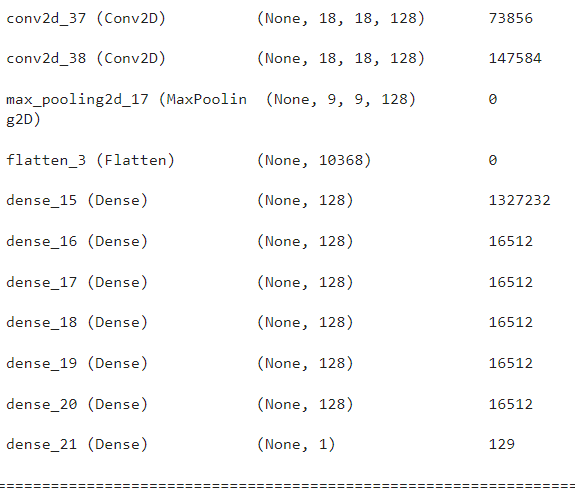 conv2d_37 (Conv2D) (None, 18, 18, 128) 73856
conv2d_38 (Conv2D) (None, 18, 18, 128) 147584
max_pooling2d_17 (MaxPoolin (None, 9, 9, 128) 0
g2D)
flatten_3 (Flatten) (None, 10368) 0
dense_15 (Dense) (None, 128) 1327232
dense_16 (Dense) (None, 128) 16512
dense_17 (Dense) (None, 128) 16512
dense_18 (Dense) (None, 128) 16512
dense_19 (Dense) (None, 128) 16512
dense_20 (Dense) (None, 128) 16512
dense_21 (Dense) (None, 1) 129
=================================================================